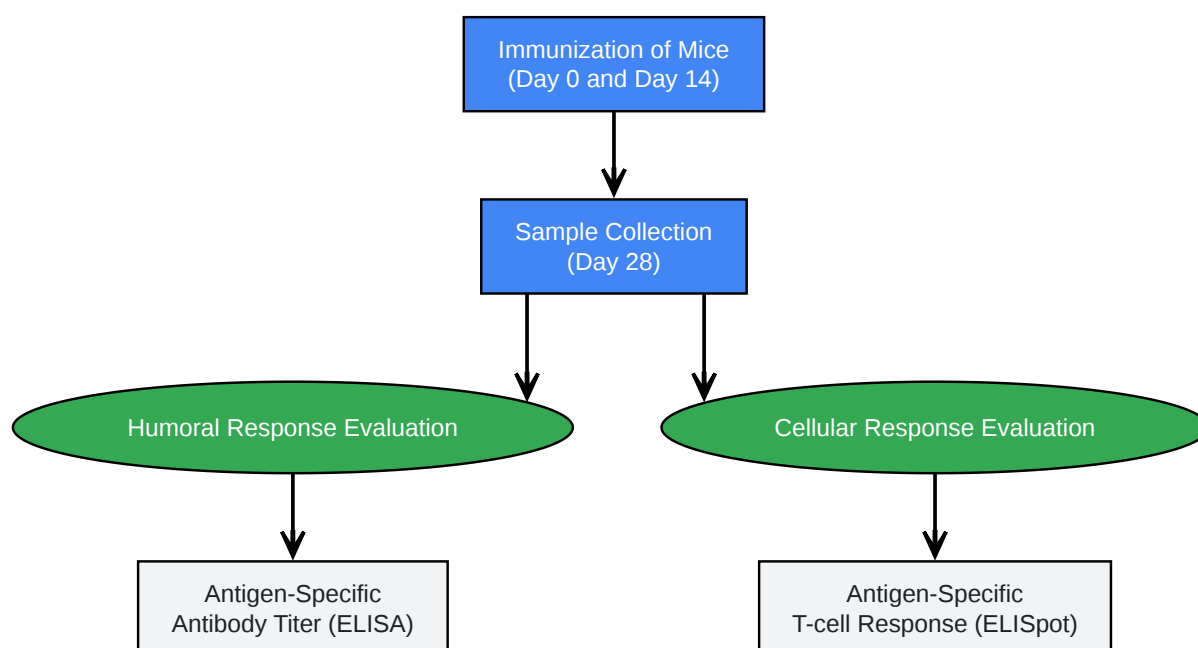 Immunization of Mice
(Day 0 and Day 14)
Sample Collection
(Day 28)
Humoral Response Evaluation
Cellular Response Evaluation
Antigen-Specific
Antibody Titer (ELISA)
Antigen-Specific
T-cell Response (ELISpot)